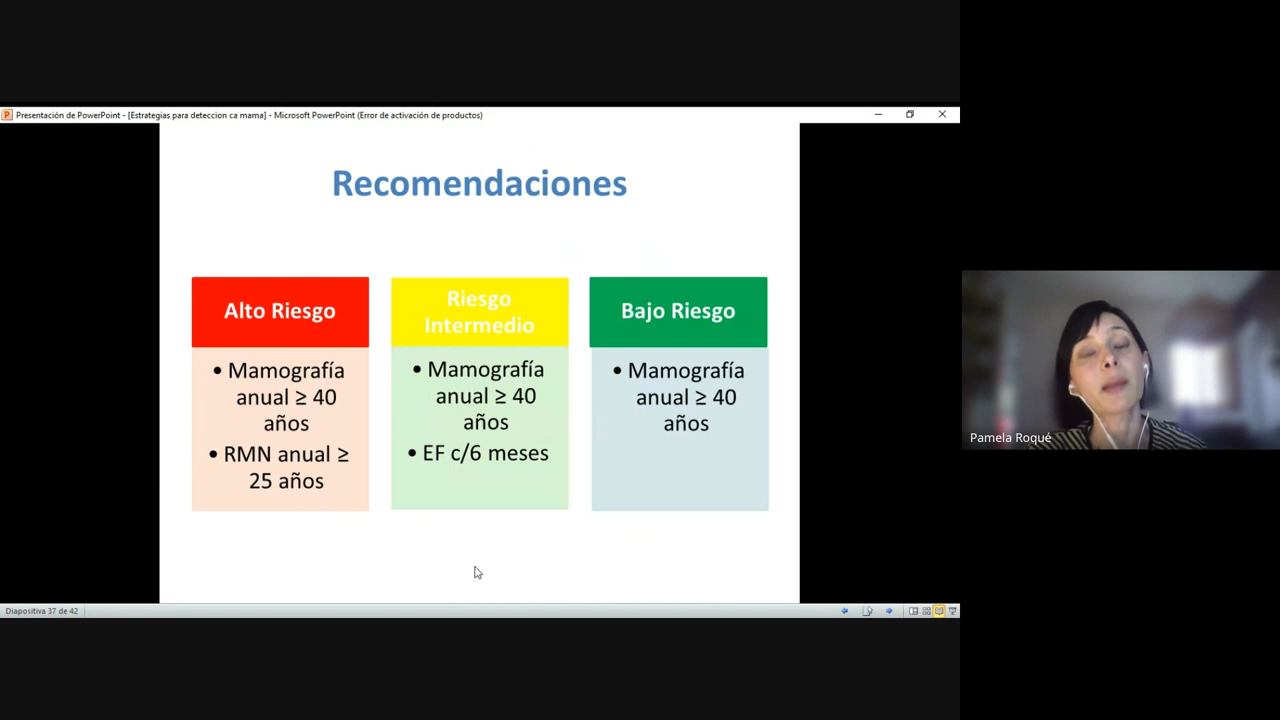 Presentación de PowerPoint - [Estrategias para deteccion ca mama] - Microsoft PowerPoint (Error de activación de productos)
Recomendaciones
Alto Riesgo
• Mamografía
anual ≥ 40
años
• RMN anual ≥
25 años
Riesgo
Intermedio
• Mamografía
anual ≥ 40
años
• EF c/6 meses
Bajo Riesgo
• Mamografía
anual ≥ 40
años
Pamela Roqué
Diapositiva 37 de 42